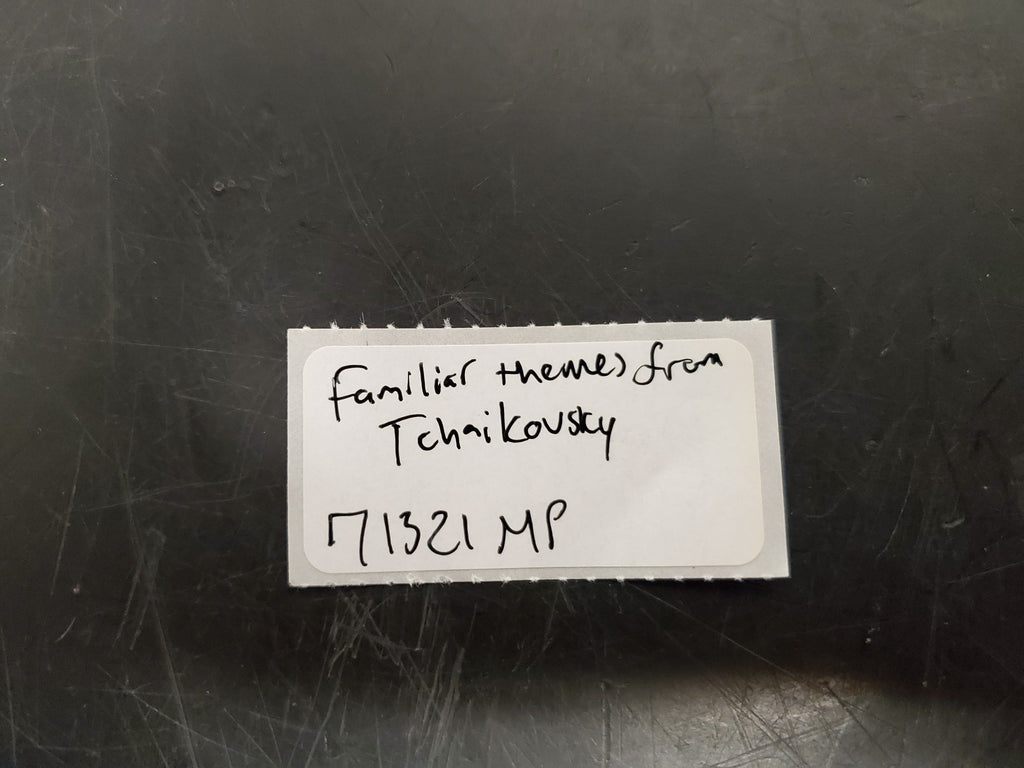 familiar themes from
Tchaikovsky
71321 MP